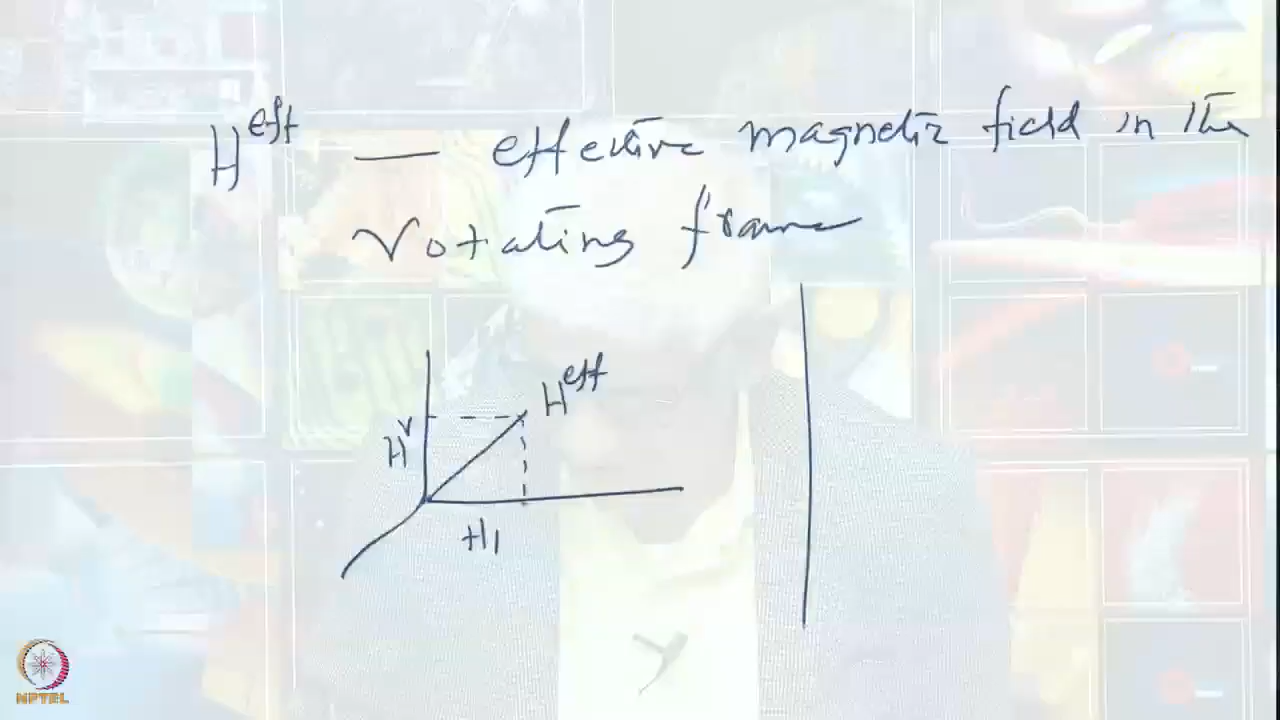 H^eff — effective magnetic field in the
rotating frame
H^eff
H^r
H1
NPTEL